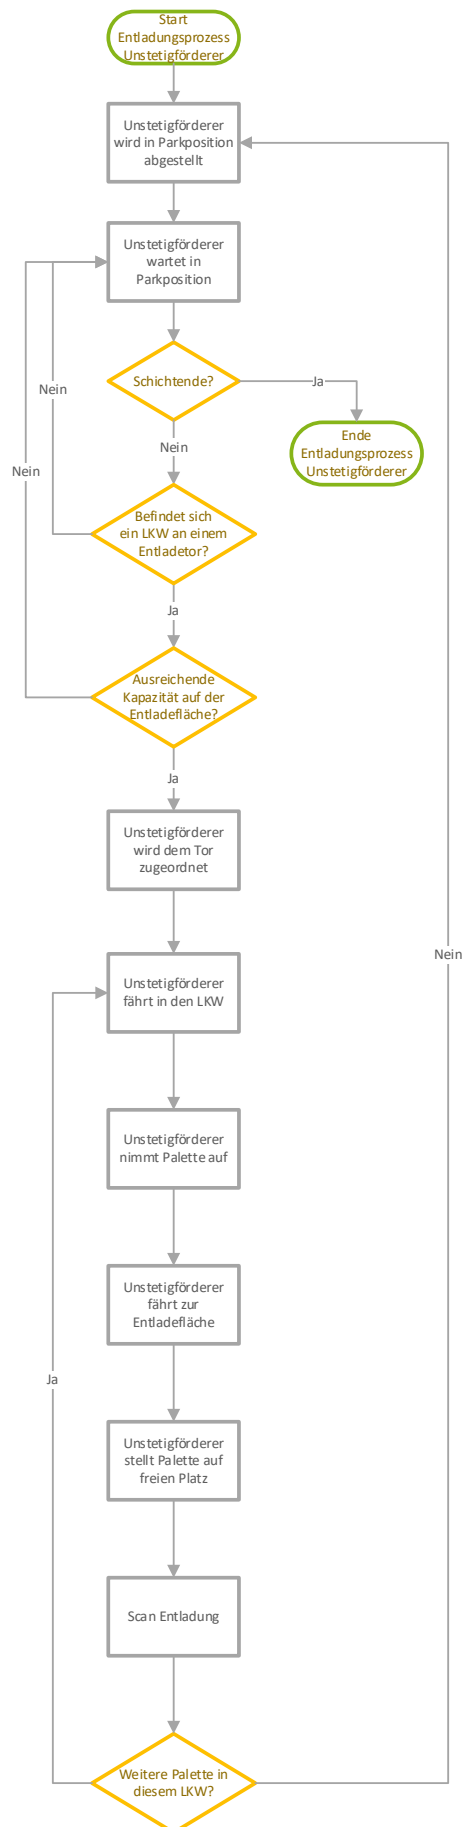 Start
Entladungsprozess
Unstetigförderer
Unstetigförderer
wird in Parkposition
abgestellt
Unstetigförderer
wartet in
Parkposition
Schichtende?
Ja
Nein
Nein
Ende
Entladungsprozess
Unstetigförderer
Nein
Befindet sich
ein LKW an einem
Entladetor?
Ja
Ausreichende
Kapazität auf der
Entladefläche?
Ja
Unstetigförderer
wird dem Tor
zugeordnet
Nein
Unstetigförderer
fährt in den LKW
Unstetigförderer
nimmt Palette auf
Unstetigförderer
fährt zur
Entladefläche
Ja
Unstetigförderer
stellt Palette auf
freien Platz
Scan Entladung
Weitere Palette in
diesem LKW?